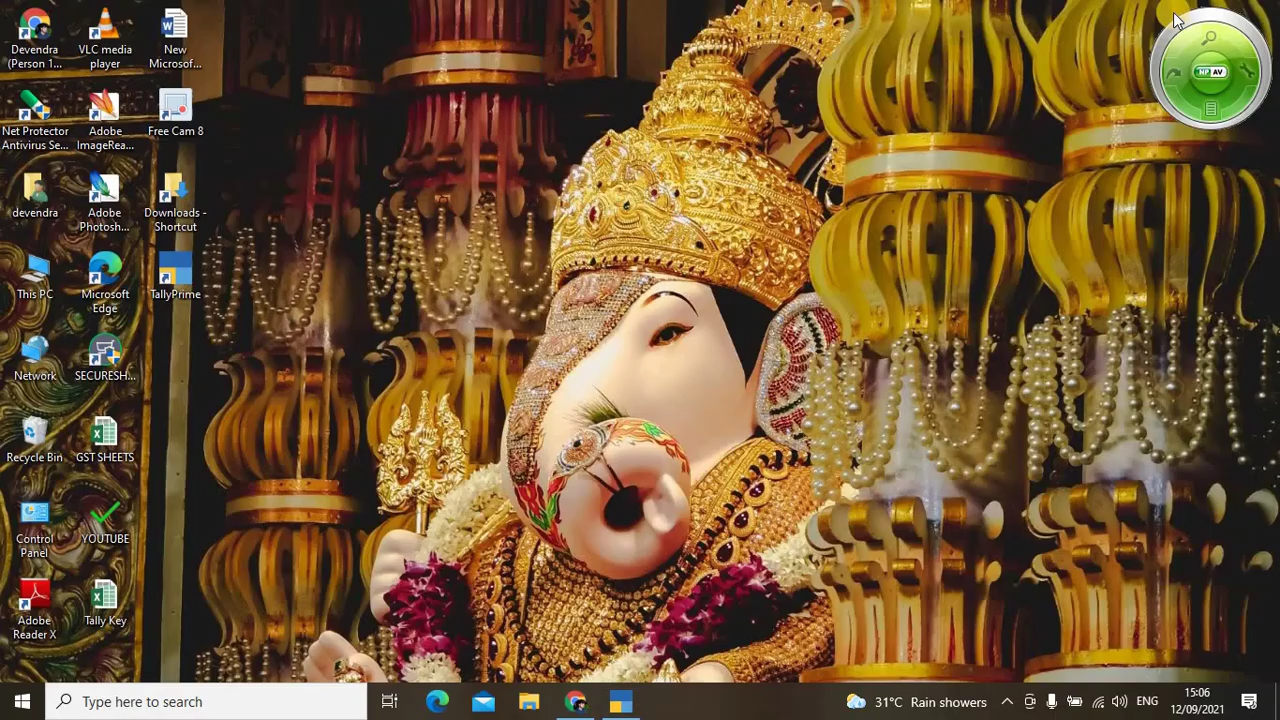 Devendra
(Person 1...
VLC media
player
New
Microsof...
Net Protector
Antivirus Se...
Adobe
ImageRea...
Free Cam 8
devendra
Adobe
Photosh...
Downloads -
Shortcut
This PC
Microsoft
Edge
TallyPrime
Network
SECURESH...
Recycle Bin
GST SHEETS
Control
Panel
YOUTUBE
Adobe
Reader X
Tally Key
NP AV
Type here to search
31°C Rain showers
ENG
15:06
12/09/2021